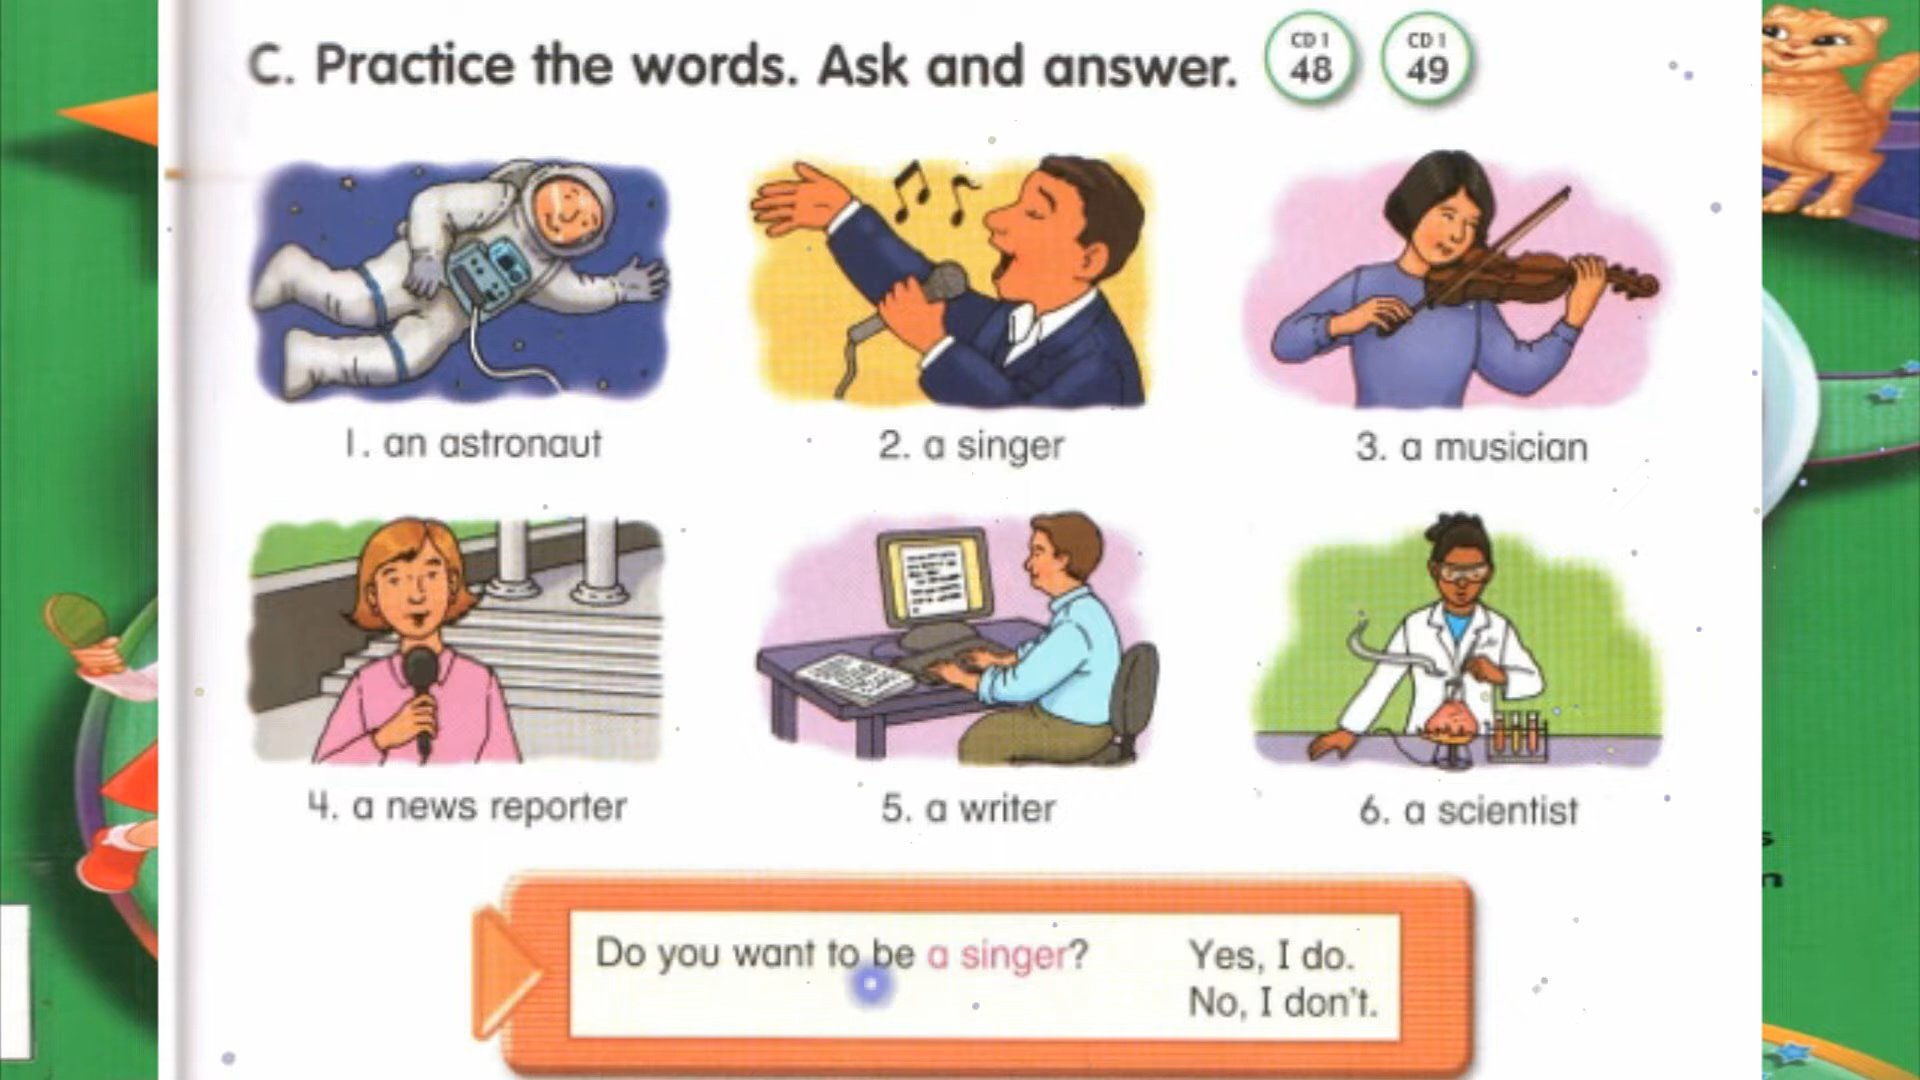 C. Practice the words. Ask and answer.
CD 1
48
CD 1
49
1. an astronaut
2. a singer
3. a musician
4. a news reporter
5. a writer
6. a scientist
Do you want to be a singer? Yes, I do.
No, I don't.